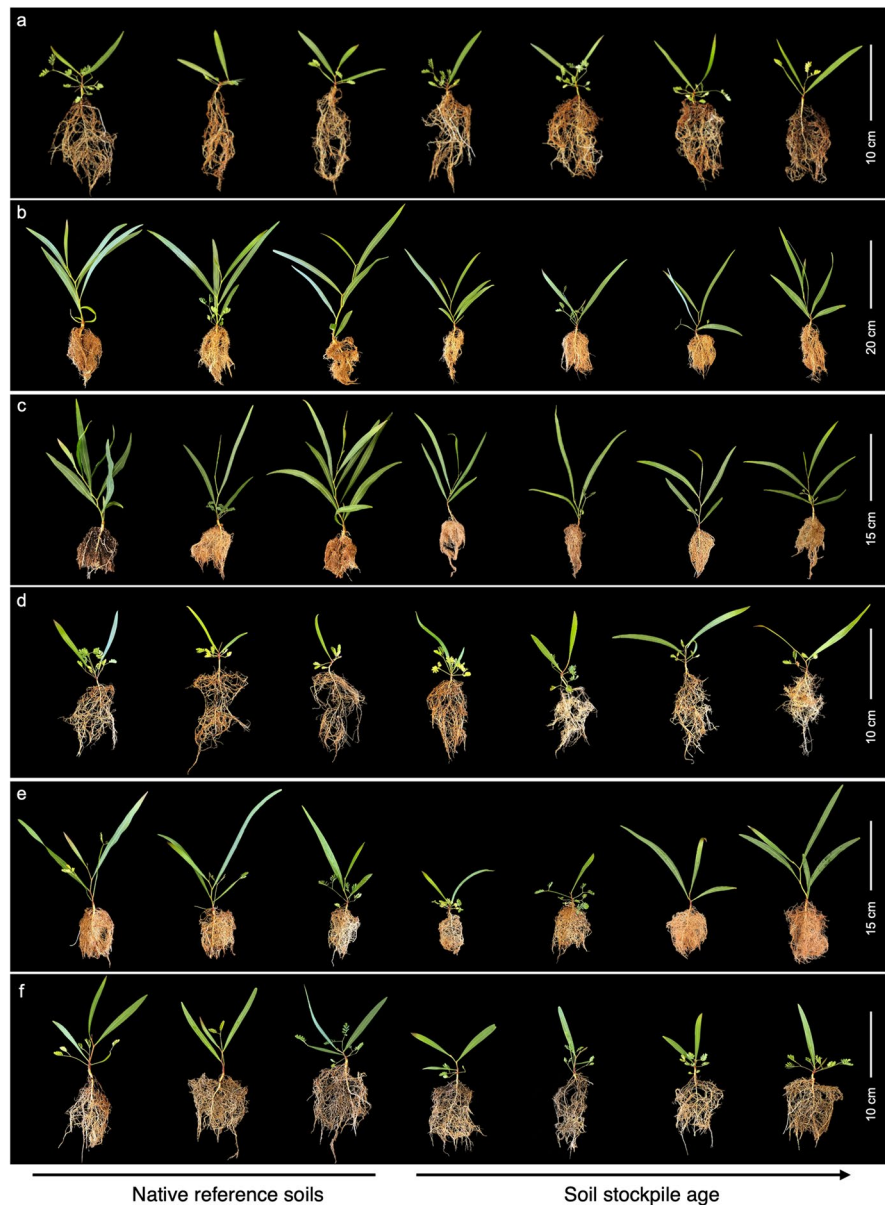 a
10 cm
b
20 cm
c
15 cm
d
10 cm
e
15 cm
f
10 cm
Native reference soils
Soil stockpile age